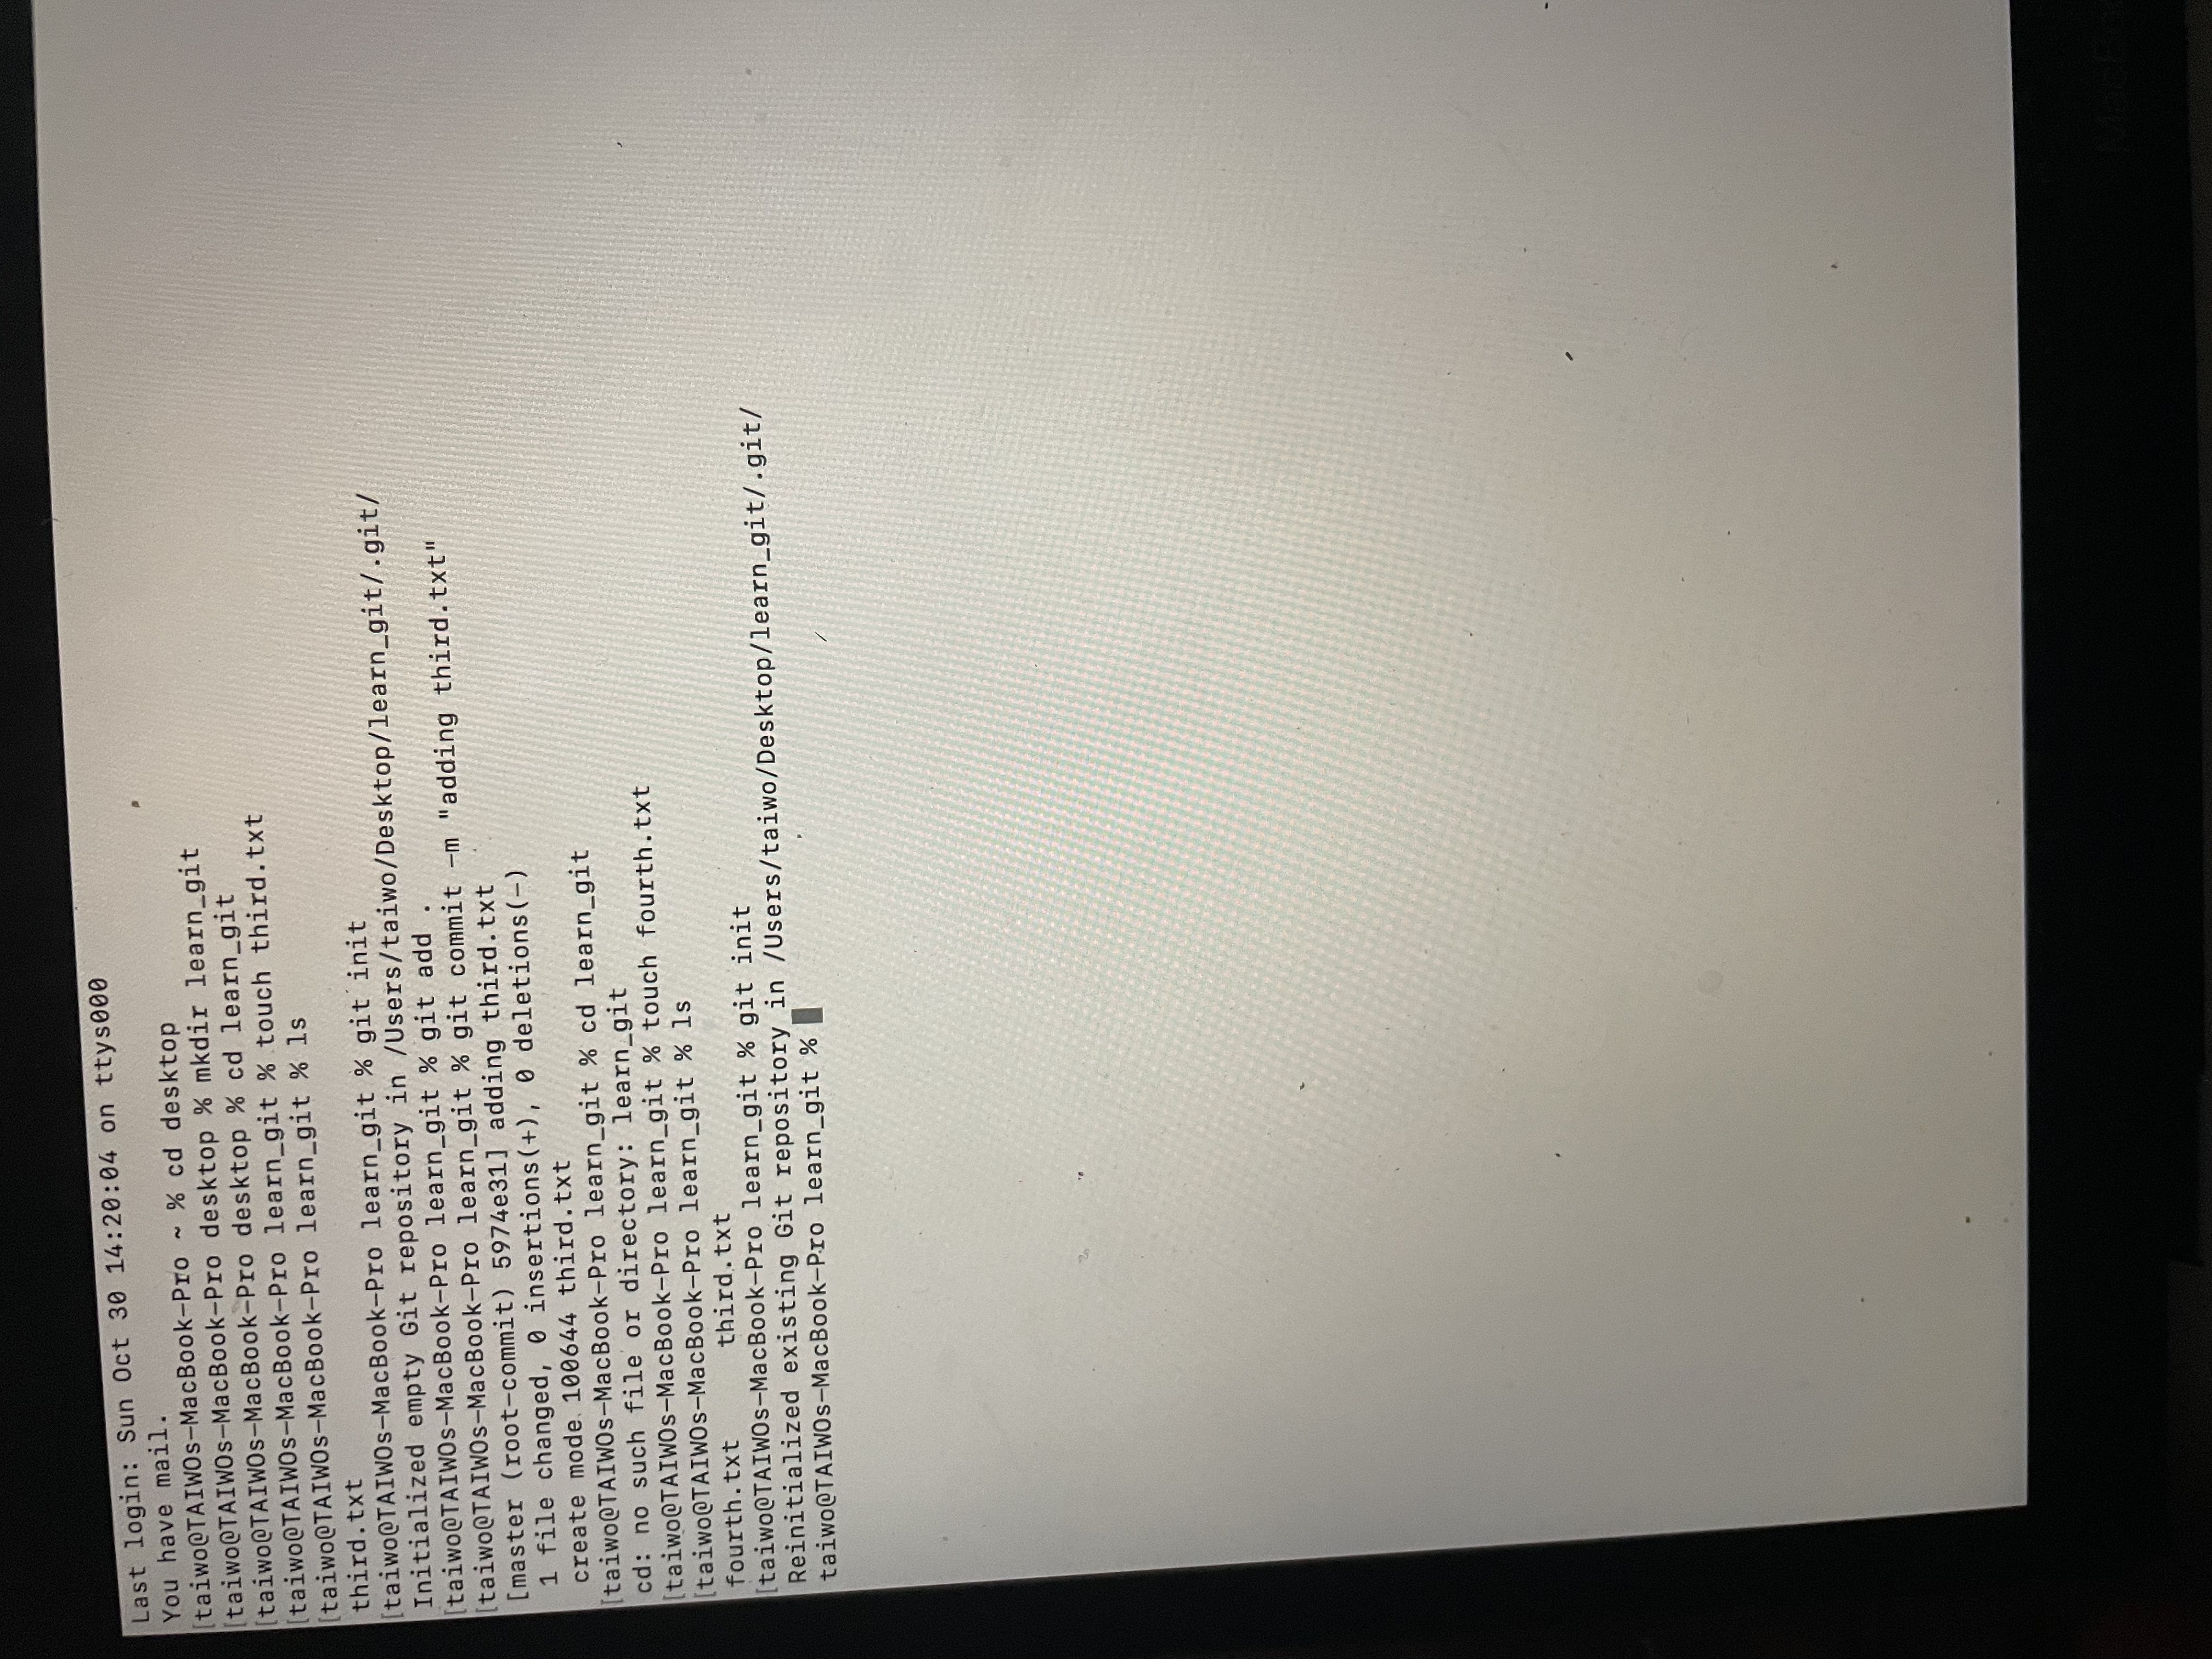 Last login: Sun Oct 30 14:20:04 on ttys000
You have mail.
[taiwo@TAIWOs-MacBook-Pro ~ % cd desktop
[taiwo@TAIWOs-MacBook-Pro desktop % mkdir learn_git
[taiwo@TAIWOs-MacBook-Pro desktop % cd learn_git
[taiwo@TAIWOs-MacBook-Pro learn_git % touch third.txt
[taiwo@TAIWOs-MacBook-Pro learn_git % ls
third.txt
[taiwo@TAIWOs-MacBook-Pro learn_git % git init
Initialized empty Git repository in /Users/taiwo/Desktop/learn_git/.git/
[taiwo@TAIWOs-MacBook-Pro learn_git % git add .
[taiwo@TAIWOs-MacBook-Pro learn_git % git commit -m "adding third.txt"
[master (root-commit) 5974e31] adding third.txt
1 file changed, 0 insertions(+), 0 deletions(-)
create mode 100644 third.txt
[taiwo@TAIWOs-MacBook-Pro learn_git % cd learn_git
cd: no such file or directory: learn_git
[taiwo@TAIWOs-MacBook-Pro learn_git % touch fourth.txt
[taiwo@TAIWOs-MacBook-Pro learn_git % ls
fourth.txt third.txt
[taiwo@TAIWOs-MacBook-Pro learn_git % git init
Reinitialized existing Git repository in /Users/taiwo/Desktop/learn_git/.git/
taiwo@TAIWOs-MacBook-Pro learn_git %